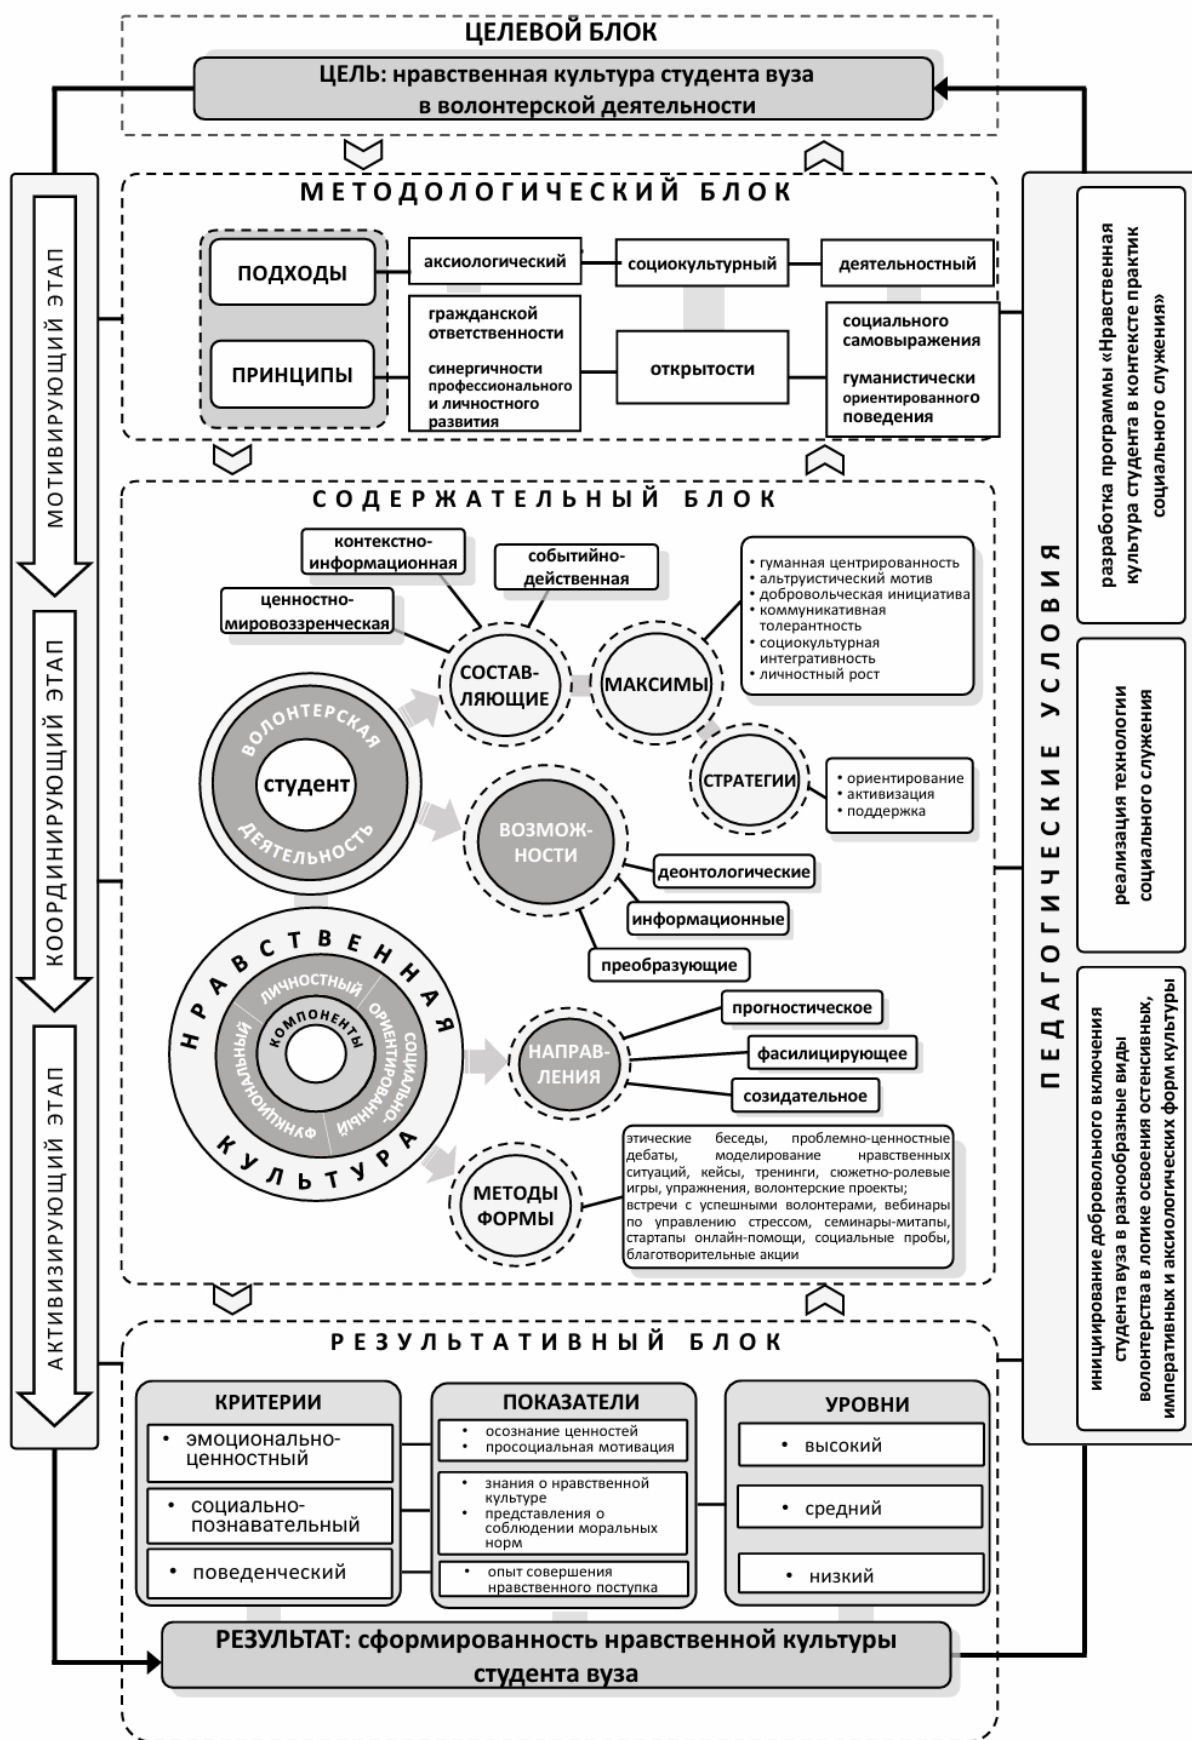 ЦЕЛЕВОЙ БЛОК
ЦЕЛЬ: нравственная культура студента вуза
в волонтерской деятельности
МЕТОДОЛОГИЧЕСКИЙ БЛОК
ПОДХОДЫ
аксиологический
социокультурный
деятельностный
ПРИНЦИПЫ
гражданской
ответственности
синергичности
профессионального
и личностного
развития
открытости
социального
самовыражения
гуманистически
ориентированного
поведения
МОТИВИРУЮЩИЙ ЭТАП
КООРДИНИРУЮЩИЙ ЭТАП
АКТИВИЗИРУЮЩИЙ ЭТАП
СОДЕРЖАТЕЛЬНЫЙ БЛОК
контекстно-
информационная
событийно-
действенная
ценностно-
мировоззренческая
СОСТАВ-
ЛЯЮЩИЕ
МАКСИМЫ
• гуманная центрированность
• альтруистический мотив
• добровольческая инициатива
• коммуникативная
толерантность
• социокультурная
интегративность
• личностный рост
СТРАТЕГИИ
• ориентирование
• активизация
• поддержка
ВОЛОНТЕРСКАЯ
студент
ДЕЯТЕЛЬНОСТЬ
ВОЗМОЖ-
НОСТИ
деонтологические
информационные
преобразующие
НРАВСТВЕННАЯ
ЛИЧНОСТНЫЙ
КОМПОНЕНТЫ
ФУНКЦИОНАЛЬНЫЙ
СОЦИАЛЬНО-
ОРИЕНТИРОВАННЫЙ
КУЛЬТУРА
НАПРАВ-
ЛЕНИЯ
прогностическое
фасилицирующее
созидательное
МЕТОДЫ
ФОРМЫ
этические беседы, проблемно-ценностные
дебаты, моделирование нравственных
ситуаций, кейсы, тренинги, сюжетно-ролевые
игры, упражнения, волонтерские проекты;
встречи с успешными волонтерами, вебинары
по управлению стрессом, семинары-митапы,
стартапы онлайн-помощи, социальные пробы,
благотворительные акции
ПЕДАГОГИЧЕСКИЕ УСЛОВИЯ
разработка программы «Нравственная
культура студента в контексте практик
социального служения»
реализация технологии
социального служения
инициирование добровольного включения
студента вуза в разнообразные виды
волонтерства в логике освоения остенсивных,
императивных и аксиологических форм культуры
РЕЗУЛЬТАТИВНЫЙ БЛОК
КРИТЕРИИ
• эмоционально-
ценностный
• социально-
познавательный
• поведенческий
ПОКАЗАТЕЛИ
• осознание ценностей
• просоциальная мотивация
• знания о нравственной
культуре
• представления о
соблюдении моральных
норм
• опыт совершения
нравственного поступка
УРОВНИ
• высокий
• средний
• низкий
РЕЗУЛЬТАТ: сформированность нравственной культуры
студента вуза